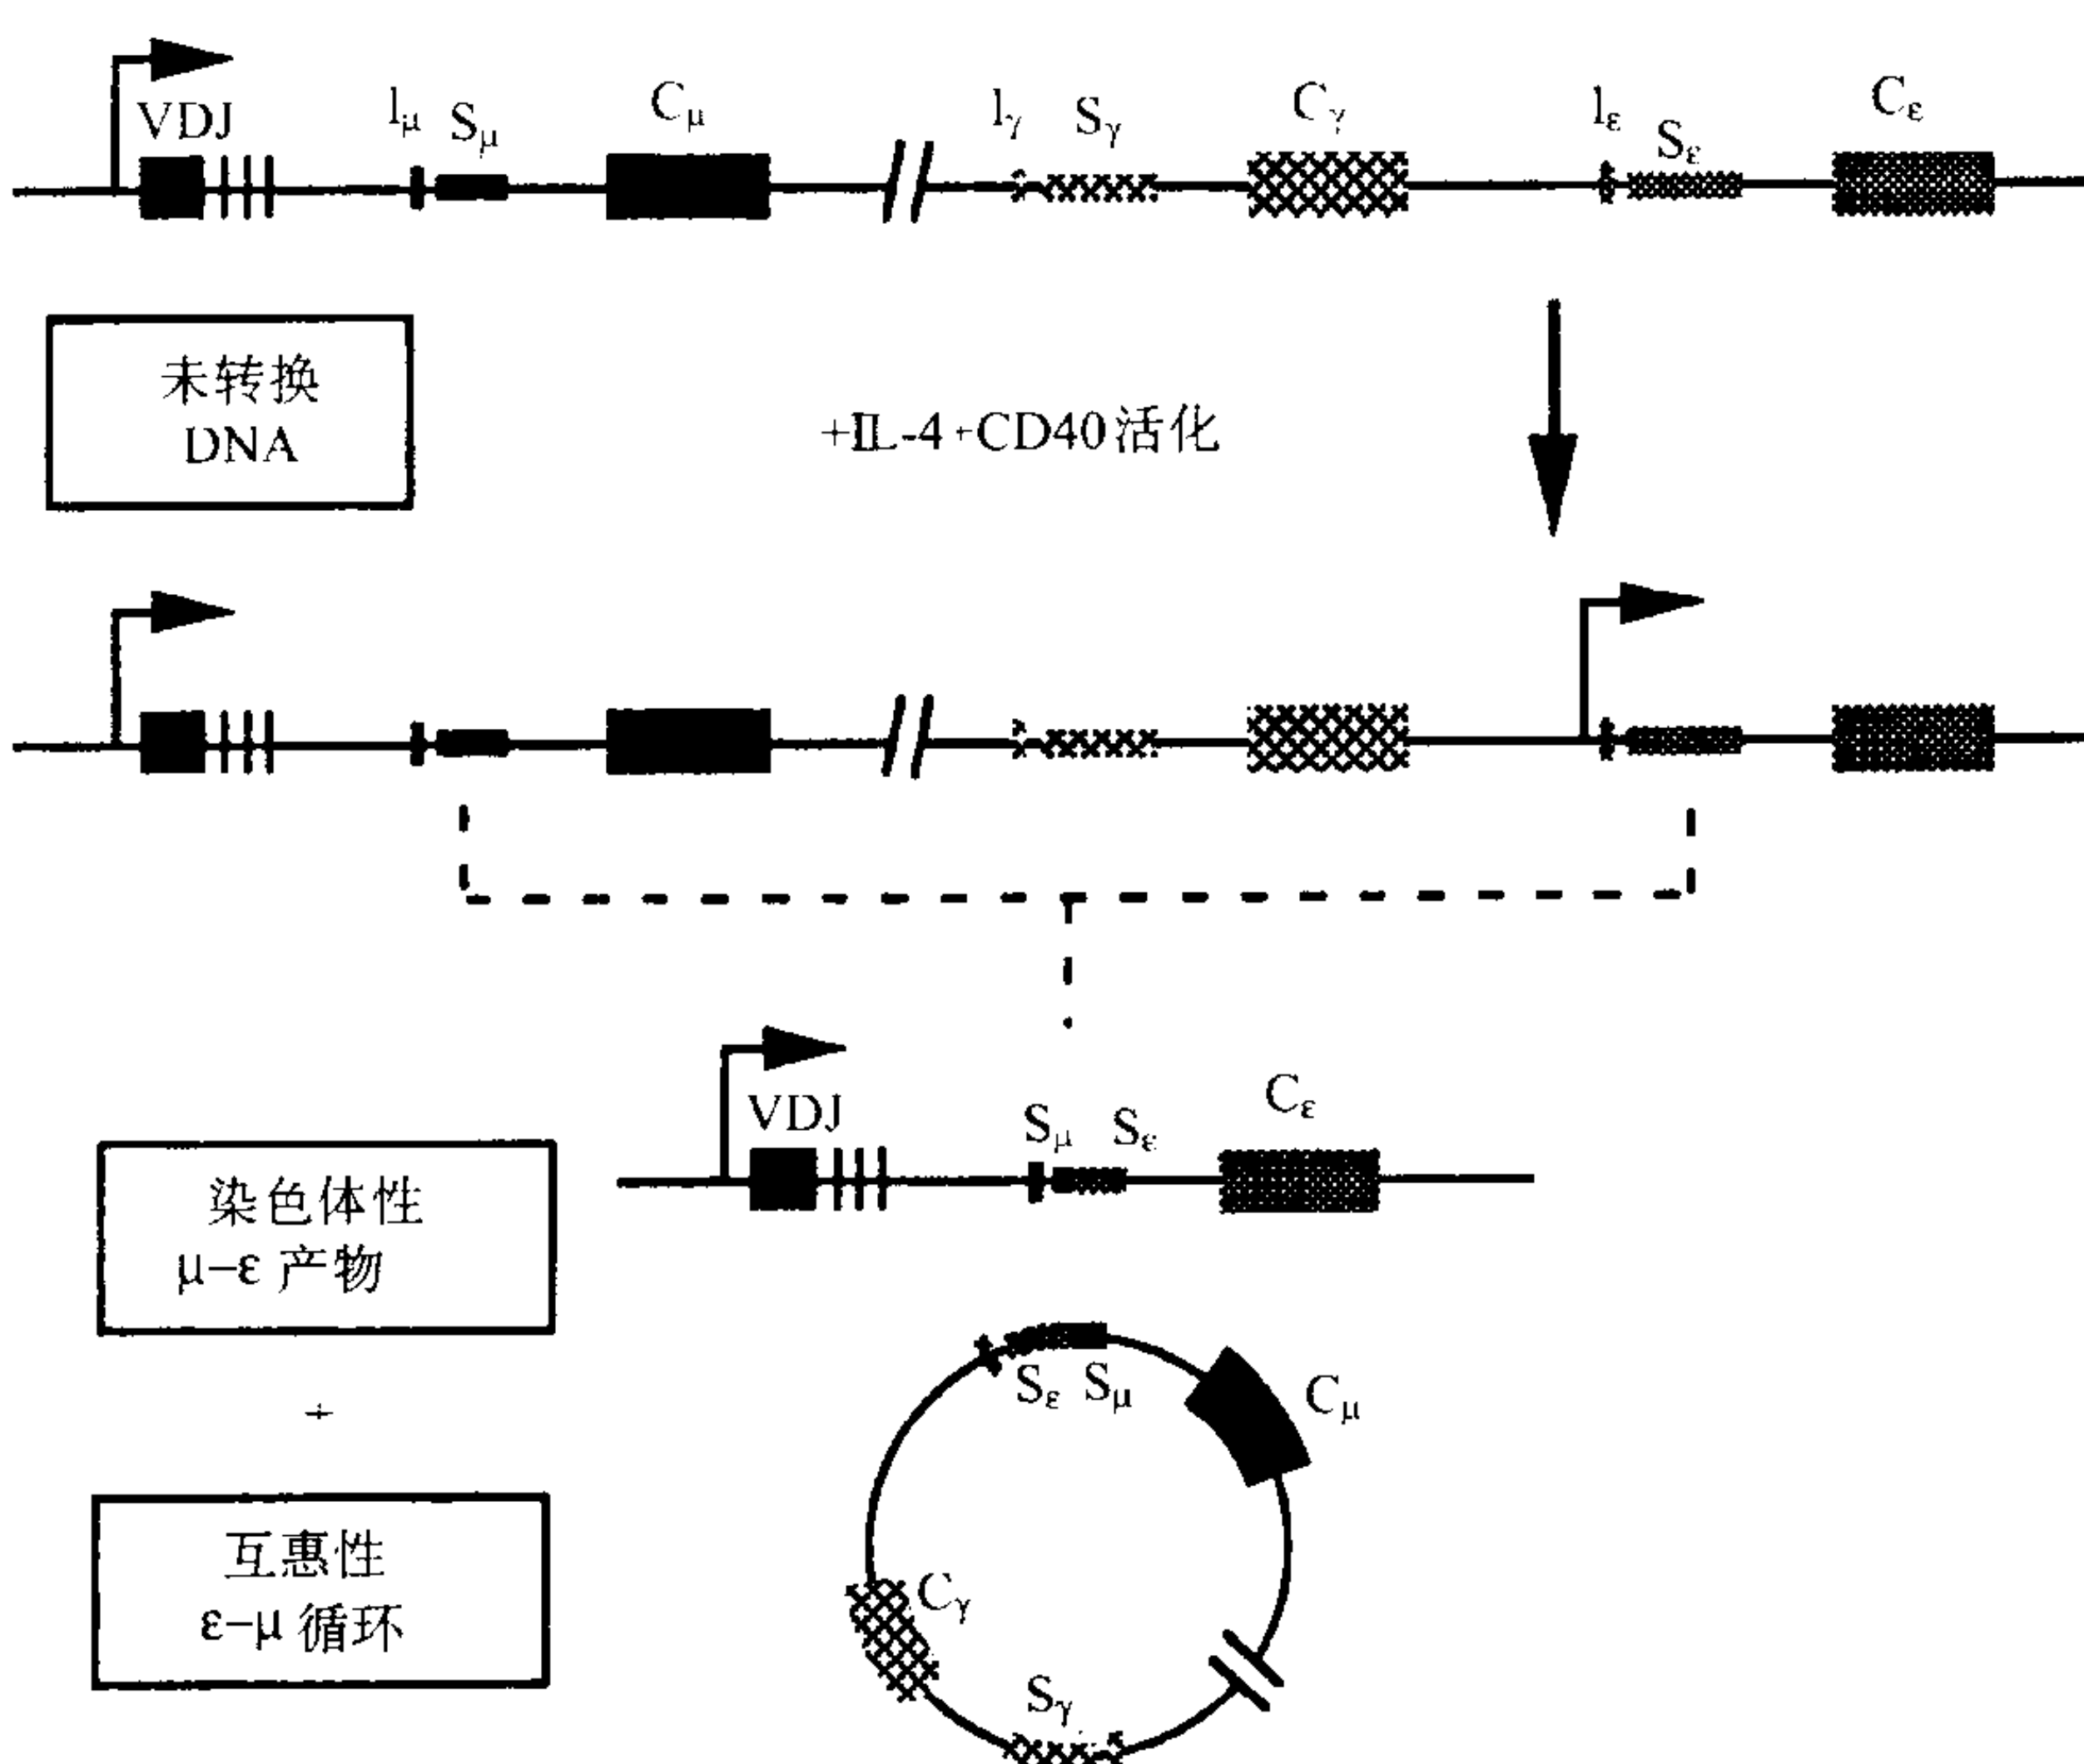 VDJ
Iμ
Sμ
Cμ
Iγ
Sγ
Cγ
Iε
Sε
Cε
未转换
DNA
+IL-4+CD40活化
VDJ
Sμ
Sε
Cε
染色体性
μ–ε产物
+
Sε
Sμ
Cμ
互惠性
ε–μ循环
Cγ
Sγ